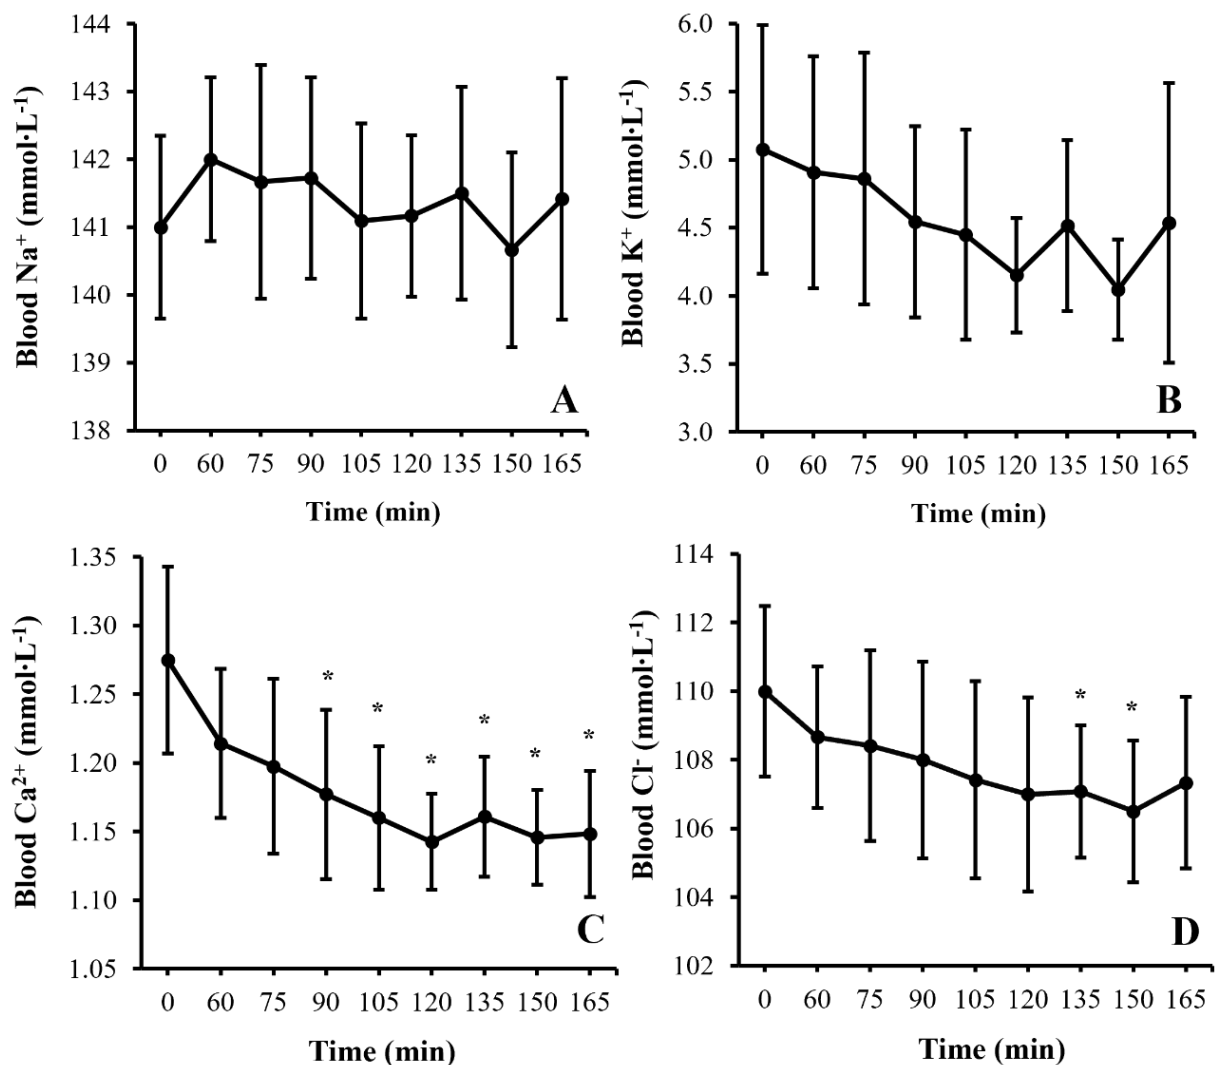 144
143
142
141
140
139
138
Blood Na⁺ (mmol·L⁻¹)
0 60 75 90 105 120 135 150 165
Time (min)
A
6.0
5.5
5.0
4.5
4.0
3.5
3.0
Blood K⁺ (mmol·L⁻¹)
0 60 75 90 105 120 135 150 165
Time (min)
B
1.35
1.30
1.25
1.20
1.15
1.10
1.05
Blood Ca²⁺ (mmol·L⁻¹)
* * * * * *
0 60 75 90 105 120 135 150 165
Time (min)
C
114
112
110
108
106
104
102
Blood Cl⁻ (mmol·L⁻¹)
* *
0 60 75 90 105 120 135 150 165
Time (min)
D